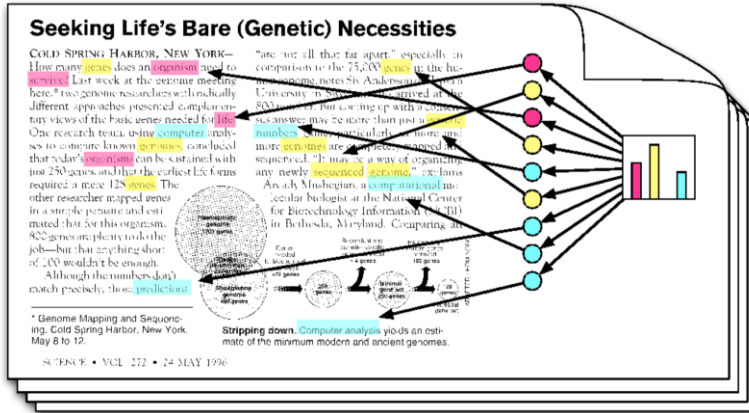 Seeking Life's Bare (Genetic) Necessities
COLD SPRING HARBOR, NEW YORK—
How many genes does an organism need to
survive? Last week at the genome meeting
here,* two genome researchers with radically
different approaches presented complemen-
tary views of the basic genes needed for life.
One research team, using computer analy-
ses to compare known genomes, concluded
that today's organisms can be sustained with
just 250 genes, and that the earliest life forms
required a mere 128 genes. The
other researcher mapped genes
in a simple parasite and esti-
mated that for this organism,
800 genes are plenty to do the
job—but that anything short
of 100 wouldn't be enough.
Although the numbers don't
match precisely, those predictions
* Genome Mapping and Sequenc-
ing, Cold Spring Harbor, New York,
May 8 to 12.
SCIENCE • VOL. 272 • 24 MAY 1996
"are not all that far apart," especially in
comparison to the 75,000 genes in the hu-
man genome, notes Siv Andersson
University in arrived at the
800 number. But coming up with a consen-
sus answer may be more than just a genetic
numbers particularly as more and
more genomes are completely mapped and
sequenced. "It may be a way of organizing
any newly sequenced genome," explains
Arcady Mushegian, a computational mo-
lecular biologist at the National Center
for Biotechnology Information (NCBI)
in Bethesda, Maryland. Comparing an
genome
1703 genes
genome
genes
Stripping down. Computer analysis yields an esti-
mate of the minimum modern and ancient genomes.